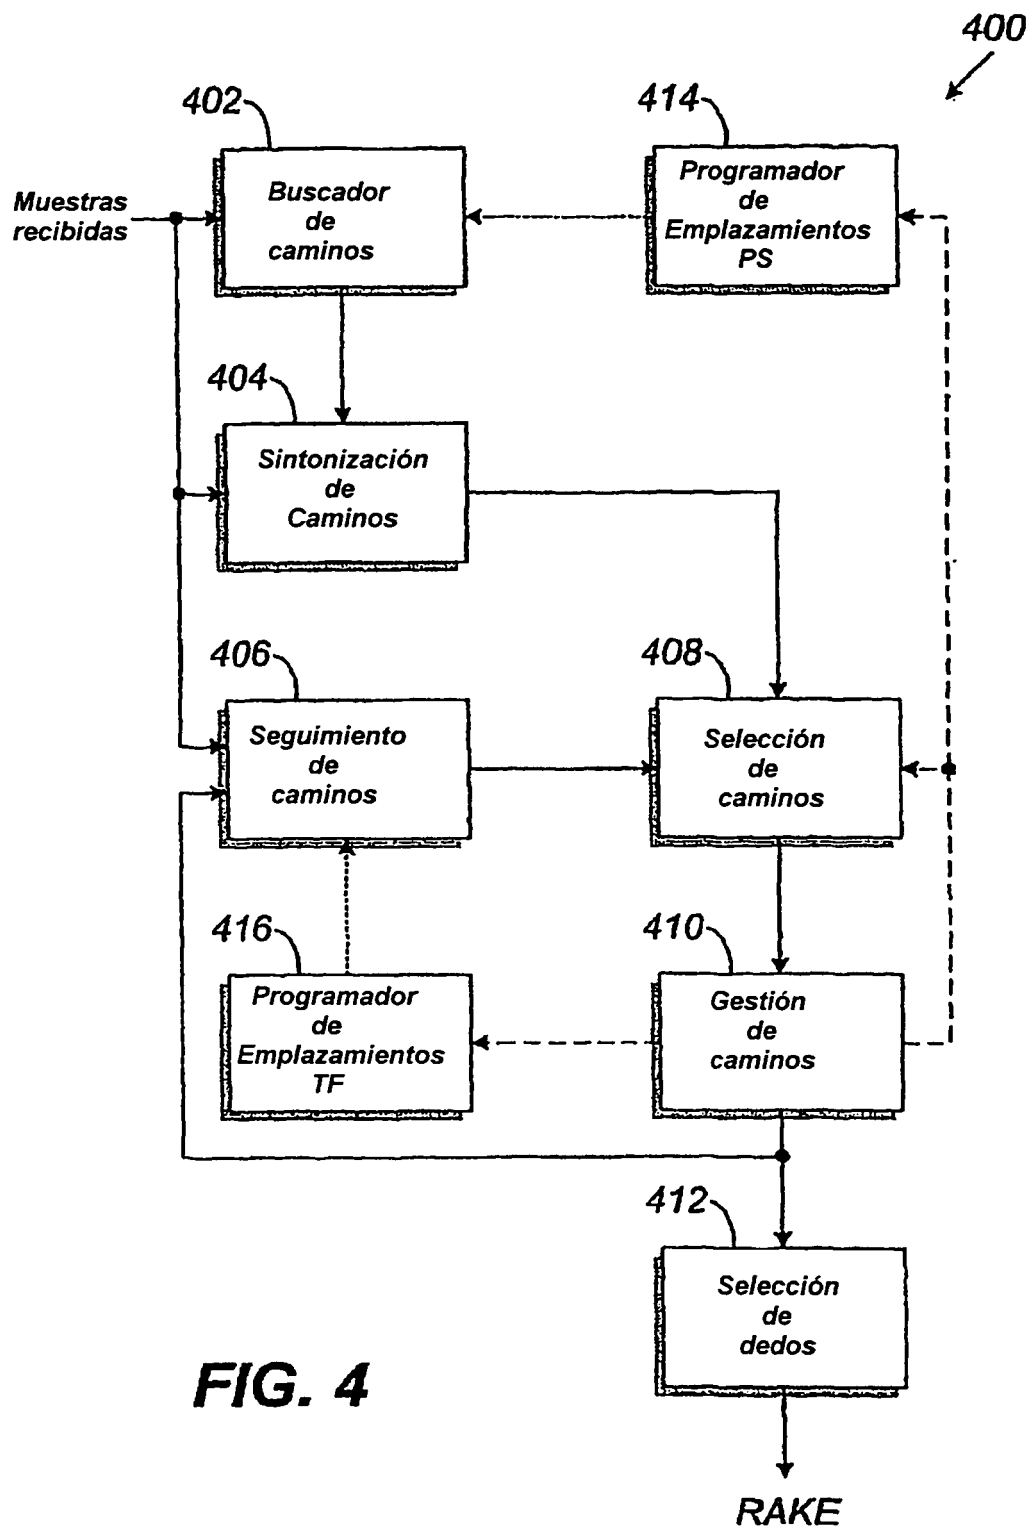 400
402
414
Muestras
recibidas
Buscador
de
caminos
Programador
de
Emplazamientos
PS
404
Sintonización
de
Caminos
406
408
Seguimiento
de
caminos
Selección
de
caminos
416
410
Programador
de
Emplazamientos
TF
Gestión
de
caminos
412
Selección
de
dedos
FIG. 4
RAKE